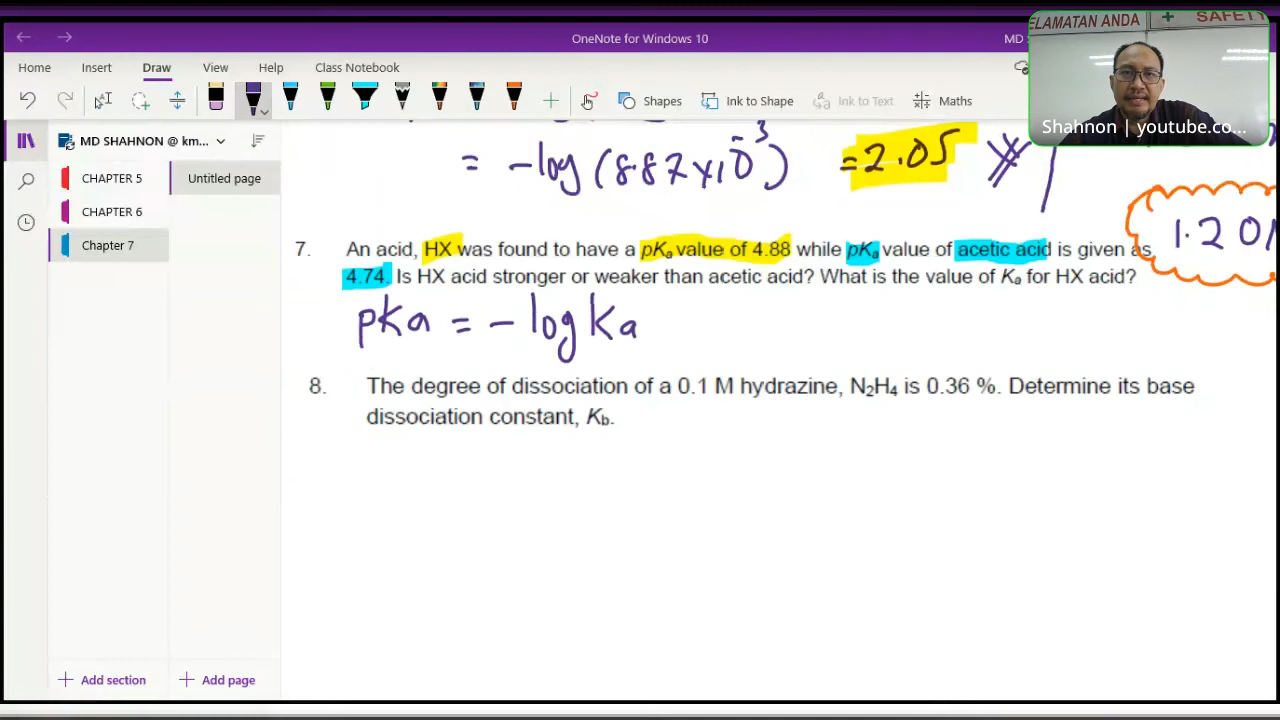 ELAMATAN ANDA + SAFETY
OneNote for Windows 10
MD
Home Insert Draw View Help Class Notebook
Shahnon | youtube.co...
Shapes Ink to Shape Ink to Text Maths
MD SHAHNON @ km...
CHAPTER 5
Untitled page
CHAPTER 6
Chapter 7
= -log (8.87x10^-3) = 2.05
1.20
7. An acid, HX was found to have a pKₐ value of 4.88 while pKₐ value of acetic acid is given as
4.74. Is HX acid stronger or weaker than acetic acid? What is the value of Kₐ for HX acid?
pKa = - log Ka
8. The degree of dissociation of a 0.1 M hydrazine, N₂H₄ is 0.36 %. Determine its base
dissociation constant, Kb.
+ Add section + Add page